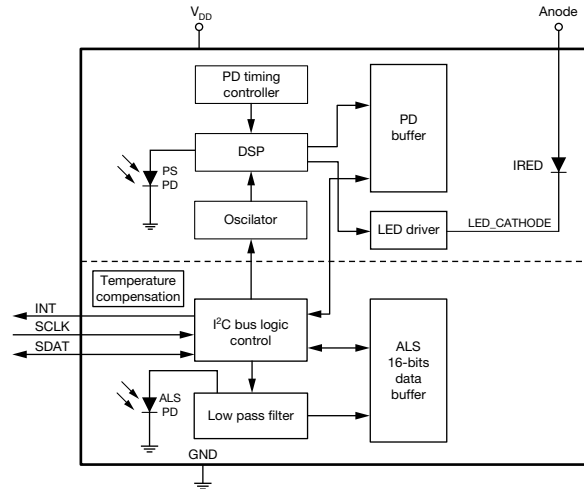 VDD
Anode
PD timing
controller
PD
buffer
DSP
PS
PD
IRED
Oscilator
LED driver
LED_CATHODE
Temperature
compensation
INT
SCLK
SDAT
I²C bus logic
control
ALS
16-bits
data
buffer
ALS
PD
Low pass filter
GND